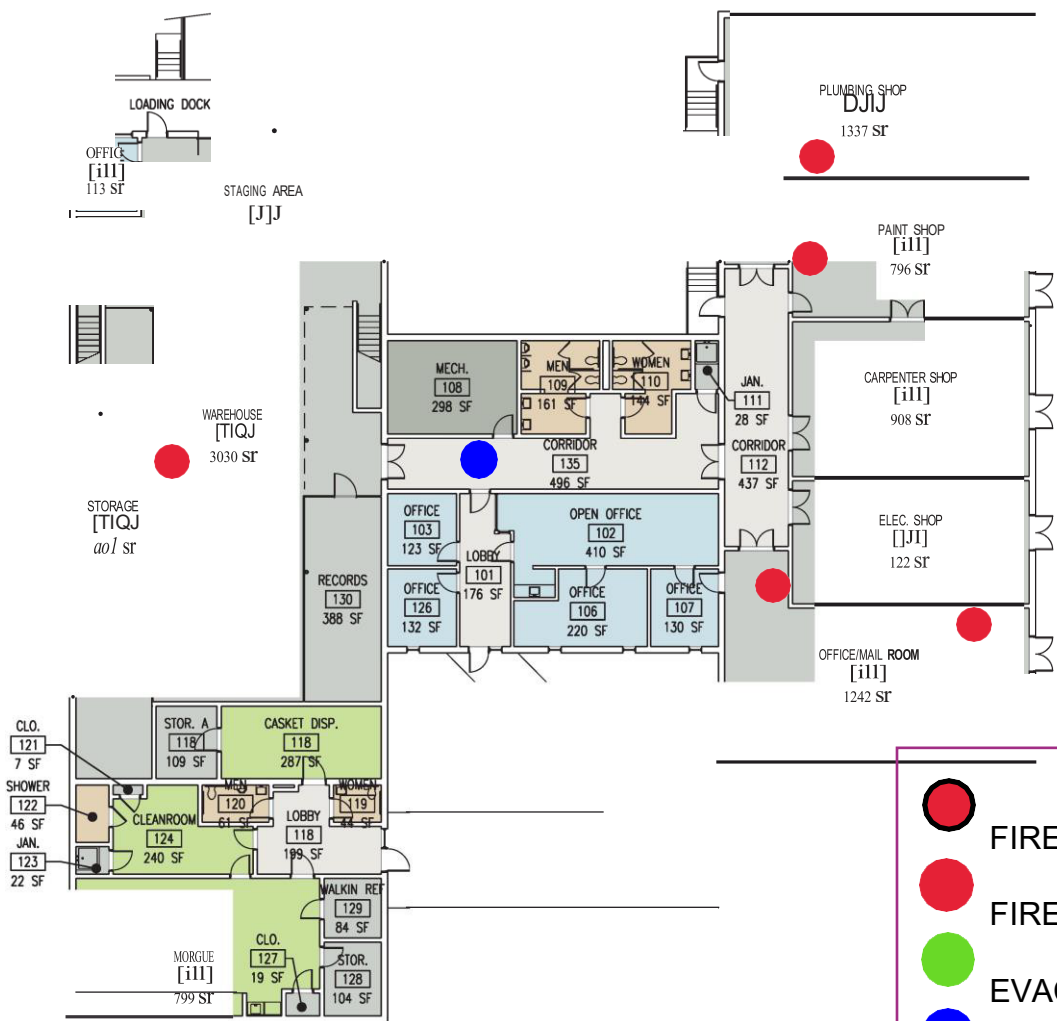 LOADING DOCK
OFFIC
[ill]
113 sr
STAGING AREA
[J]J
PLUMBING SHOP
DJIJ
1337 sr
PAINT SHOP
[ill]
796 sr
MECH.
108
298 SF
MEN
109
161 SF
WOMEN
110
144 SF
JAN.
111
28 SF
CARPENTER SHOP
[ill]
908 sr
WAREHOUSE
[TIQJ
3030 sr
CORRIDOR
135
496 SF
CORRIDOR
112
437 SF
STORAGE
[TIQJ
ao1 sr
OFFICE
103
123 SF
LOBBY
101
176 SF
OPEN OFFICE
102
410 SF
ELEC. SHOP
[]JI]
122 sr
RECORDS
130
388 SF
OFFICE
126
132 SF
OFFICE
106
220 SF
OFFICE
107
130 SF
OFFICE/MAIL ROOM
[ill]
1242 sr
CLO.
121
7 SF
STOR. A
118
109 SF
CASKET DISP.
118
287 SF
SHOWER
122
46 SF
MEN
120
61 SF
WOMEN
119
44 SF
CLEANROOM
124
240 SF
LOBBY
118
199 SF
JAN.
123
22 SF
WALKIN REF
129
84 SF
CLO.
127
19 SF
STOR.
128
104 SF
MORGUE
[ill]
799 sr
FIRE
FIRE
EVAC